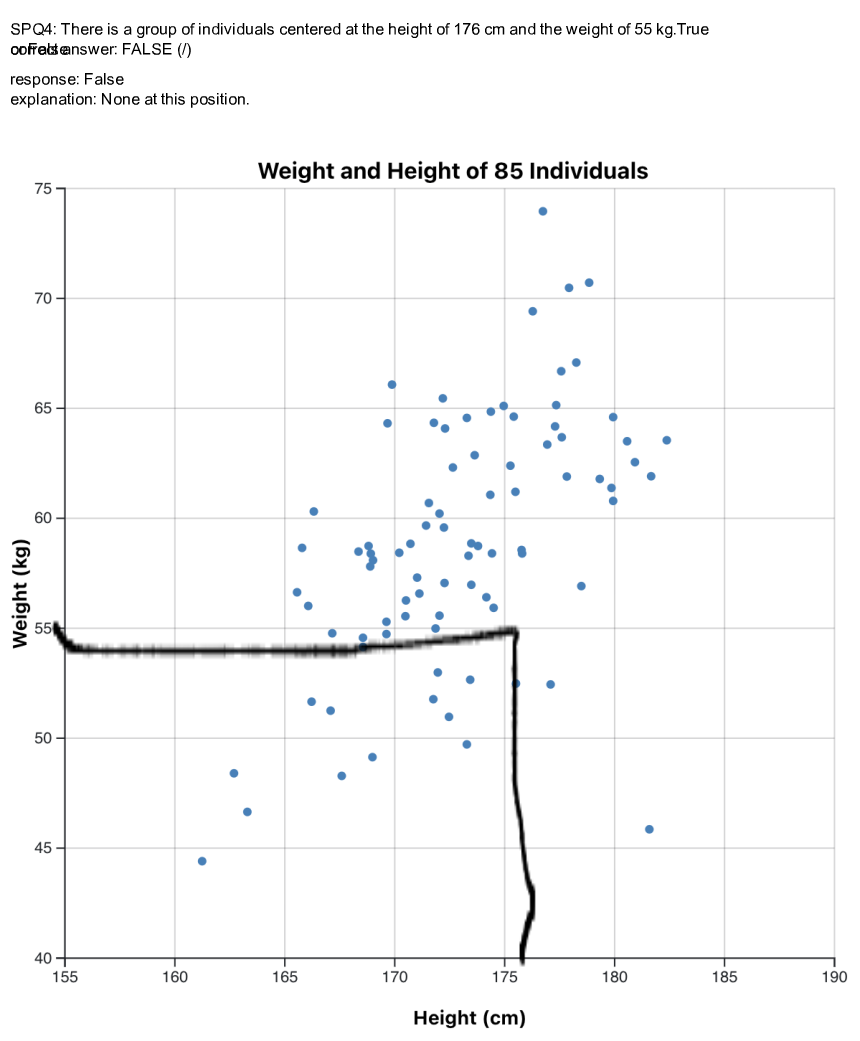 SPQ4: There is a group of individuals centered at the height of 176 cm and the weight of 55 kg.True
or False
correct answer: FALSE (/)
response: False
explanation: None at this position.
Weight and Height of 85 Individuals
75
70
65
60
55
50
45
40
Weight (kg)
155 160 165 170 175 180 185 190
Height (cm)